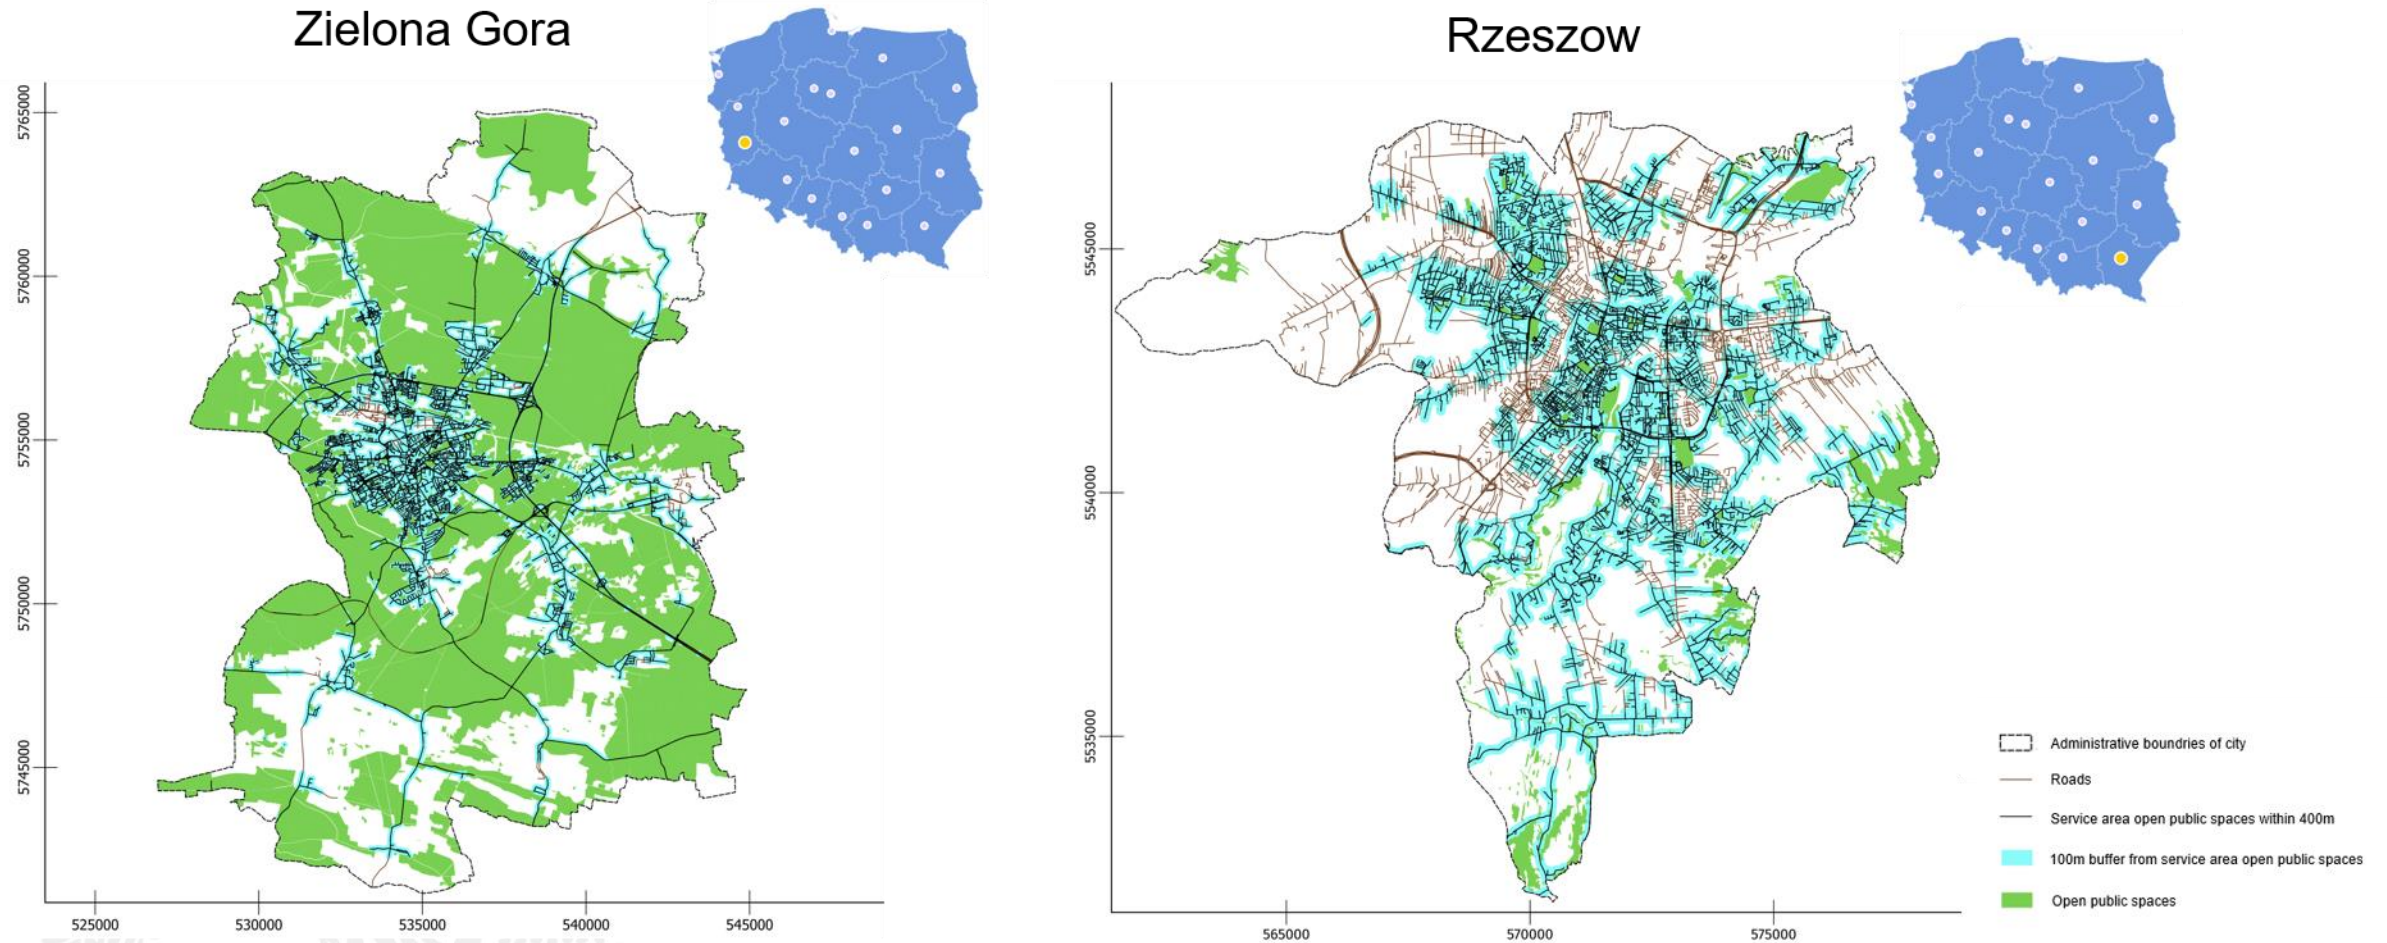 Zielona Gora
Rzeszow
5765000
5760000
5755000
5750000
5745000
525000
530000
535000
540000
545000
5545000
5540000
5535000
565000
570000
575000
Administrative boundries of city
Roads
Service area open public spaces within 400m
100m buffer from service area open public spaces
Open public spaces